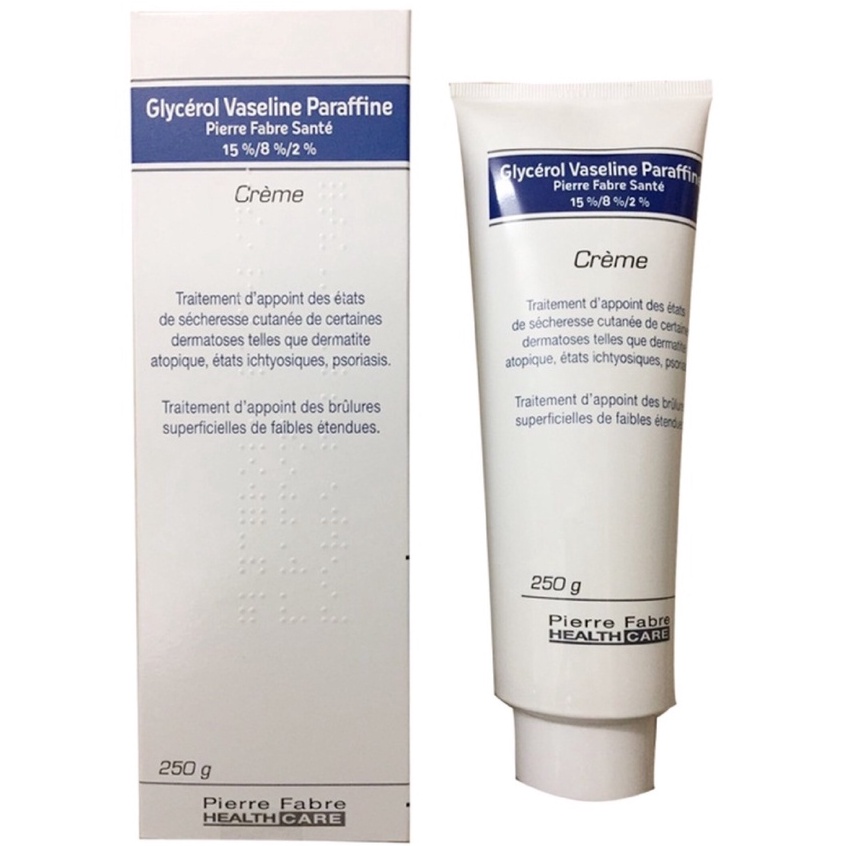 Glycérol Vaseline Paraffine
Pierre Fabre Santé
15 %/8 %/2 %
Crème
Traitement d'appoint des états
de sécheresse cutanée de certaines
dermatoses telles que dermatite
atopique, états ichtyosiques, psoriasis.
Traitement d'appoint des brûlures
superficielles de faibles étendues.
250 g
Pierre Fabre
HEALTH CARE
Glycérol Vaseline Paraffin
Pierre Fabre Santé
15 %/8 %/2 %
Crème
Traitement d'appoint des états
de sécheresse cutanée de certaine
dermatoses telles que dermatite
atopique, états ichtyosiques, psorias
Traitement d'appoint des brûlures
superficielles de faibles étendu
250 g
Pierre Fabre
HEALTH CARE